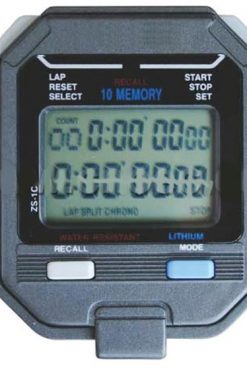 LAP RECALL START
RESET STOP
SELECT 10 MEMORY SET
COUNT
00 0:00'0000
0:00'00000
LAP SPLIT CHRONO STOP
ZS-1C
WATER RESISTANT LITHIUM
RECALL MODE